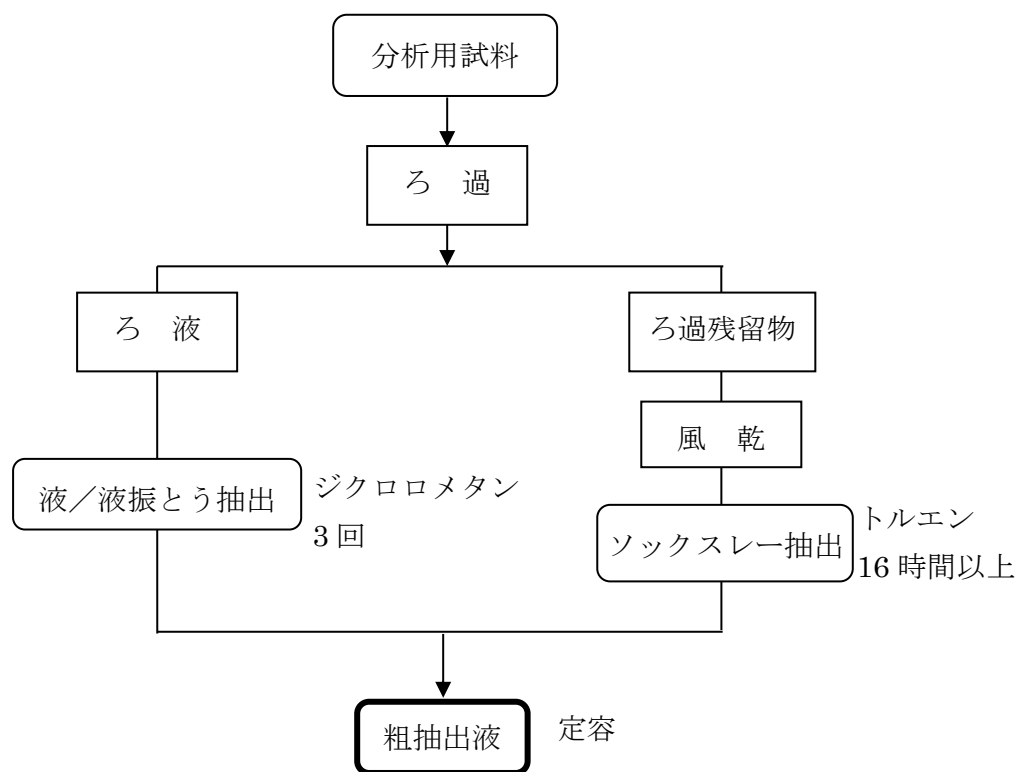 分析用試料
ろ　過
ろ　液
ろ過残留物
風　乾
液／液振とう抽出
ジクロロメタン
3 回
ソックスレー抽出
トルエン
16 時間以上
粗抽出液
定容